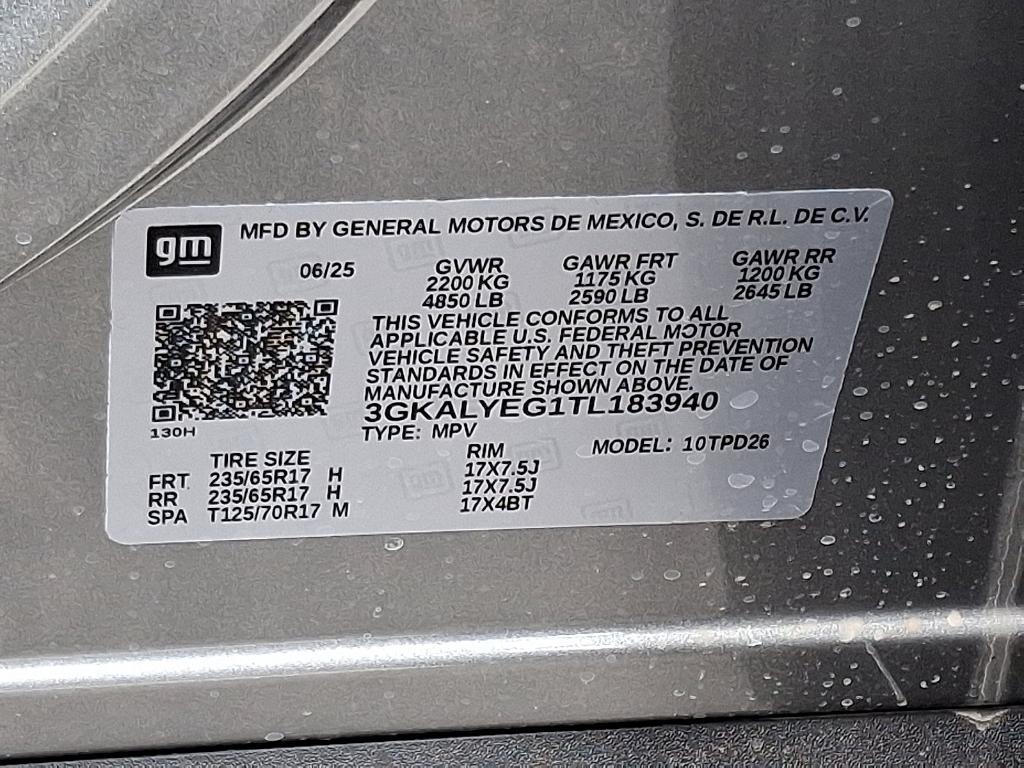 gm MFD BY GENERAL MOTORS DE MEXICO, S. DE R.L. DE C.V.
06/25 GVWR GAWR FRT GAWR RR
2200 KG 1175 KG 1200 KG
4850 LB 2590 LB 2645 LB
THIS VEHICLE CONFORMS TO ALL
APPLICABLE U.S. FEDERAL MOTOR
VEHICLE SAFETY AND THEFT PREVENTION
STANDARDS IN EFFECT ON THE DATE OF
MANUFACTURE SHOWN ABOVE.
3GKALYEG1TL183940
130H TYPE: MPV MODEL: 10TPD26
TIRE SIZE RIM
FRT 235/65R17 H 17X7.5J
RR 235/65R17 H 17X7.5J
SPA T125/70R17 M 17X4BT